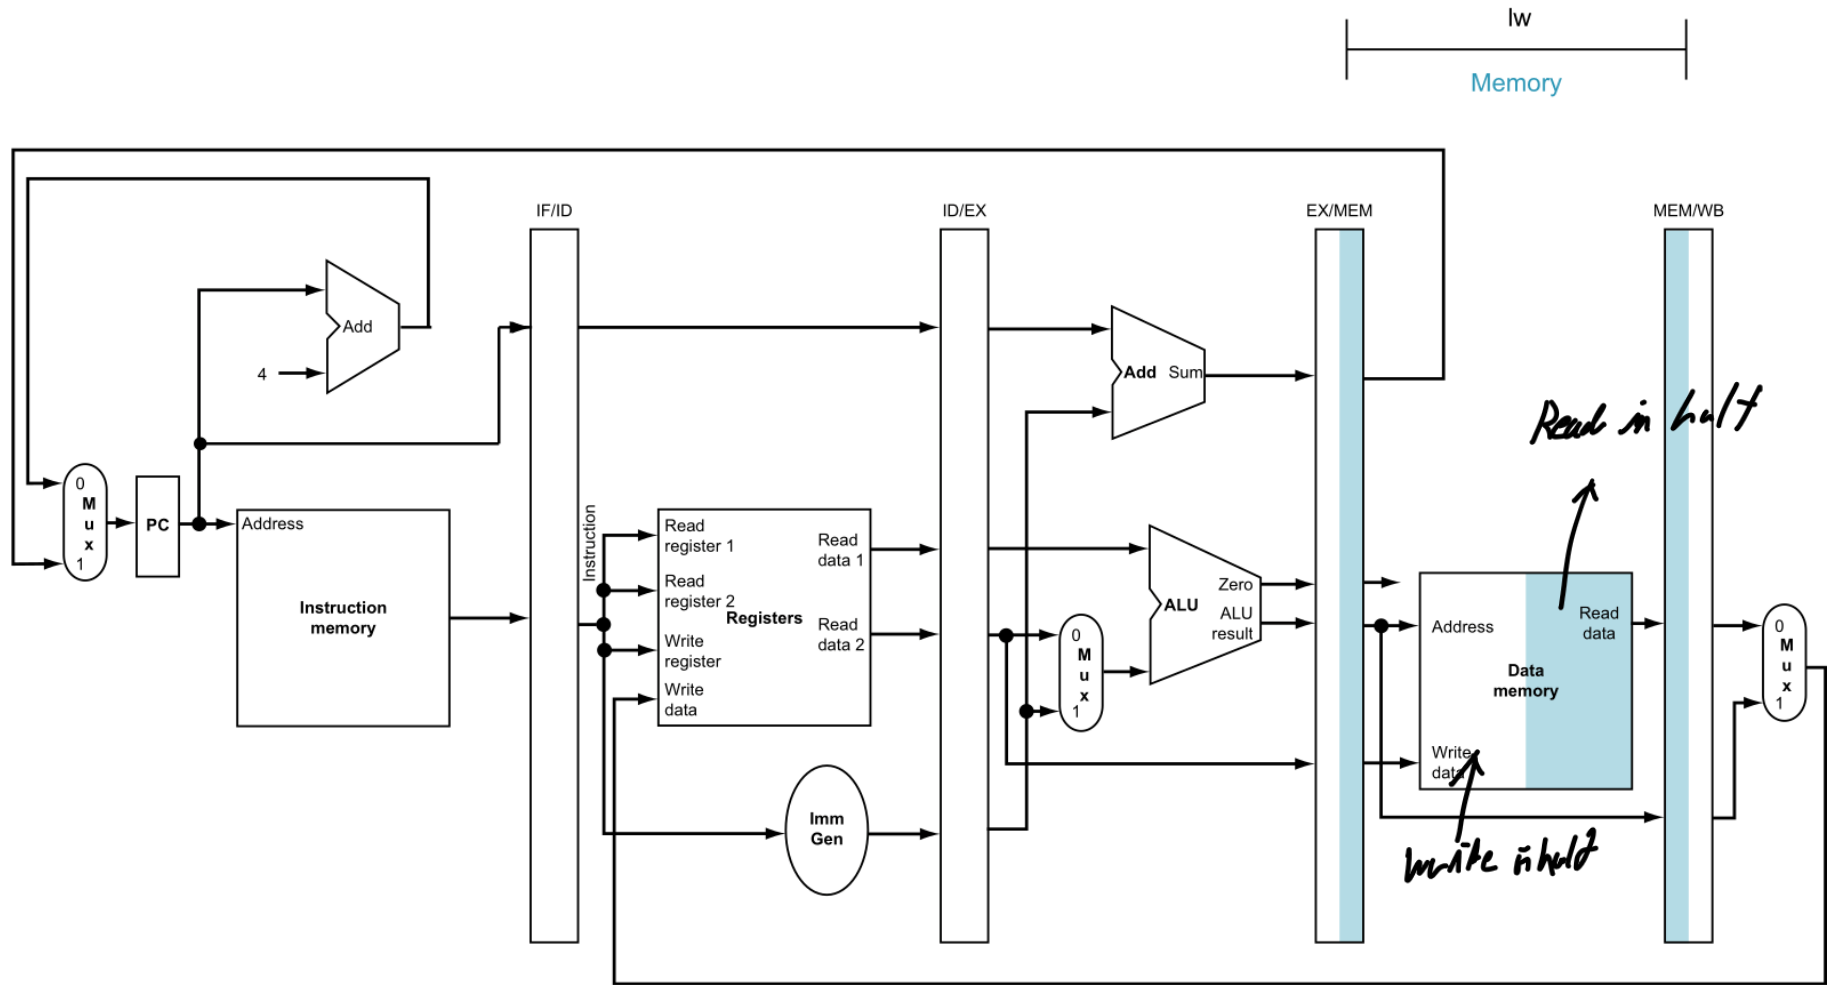 lw
Memory
IF/ID
ID/EX
EX/MEM
MEM/WB
Add
4
Add Sum
Read in half
0
M
u
x
1
PC
Address
Instruction
memory
Instruction
Read
register 1
Read
register 2
Write
register
Write
data
Registers
Read
data 1
Read
data 2
Imm
Gen
0
M
u
x
1
Zero
ALU
ALU
result
Address
Read
data
Data
memory
Write
data
write in half
0
M
u
x
1